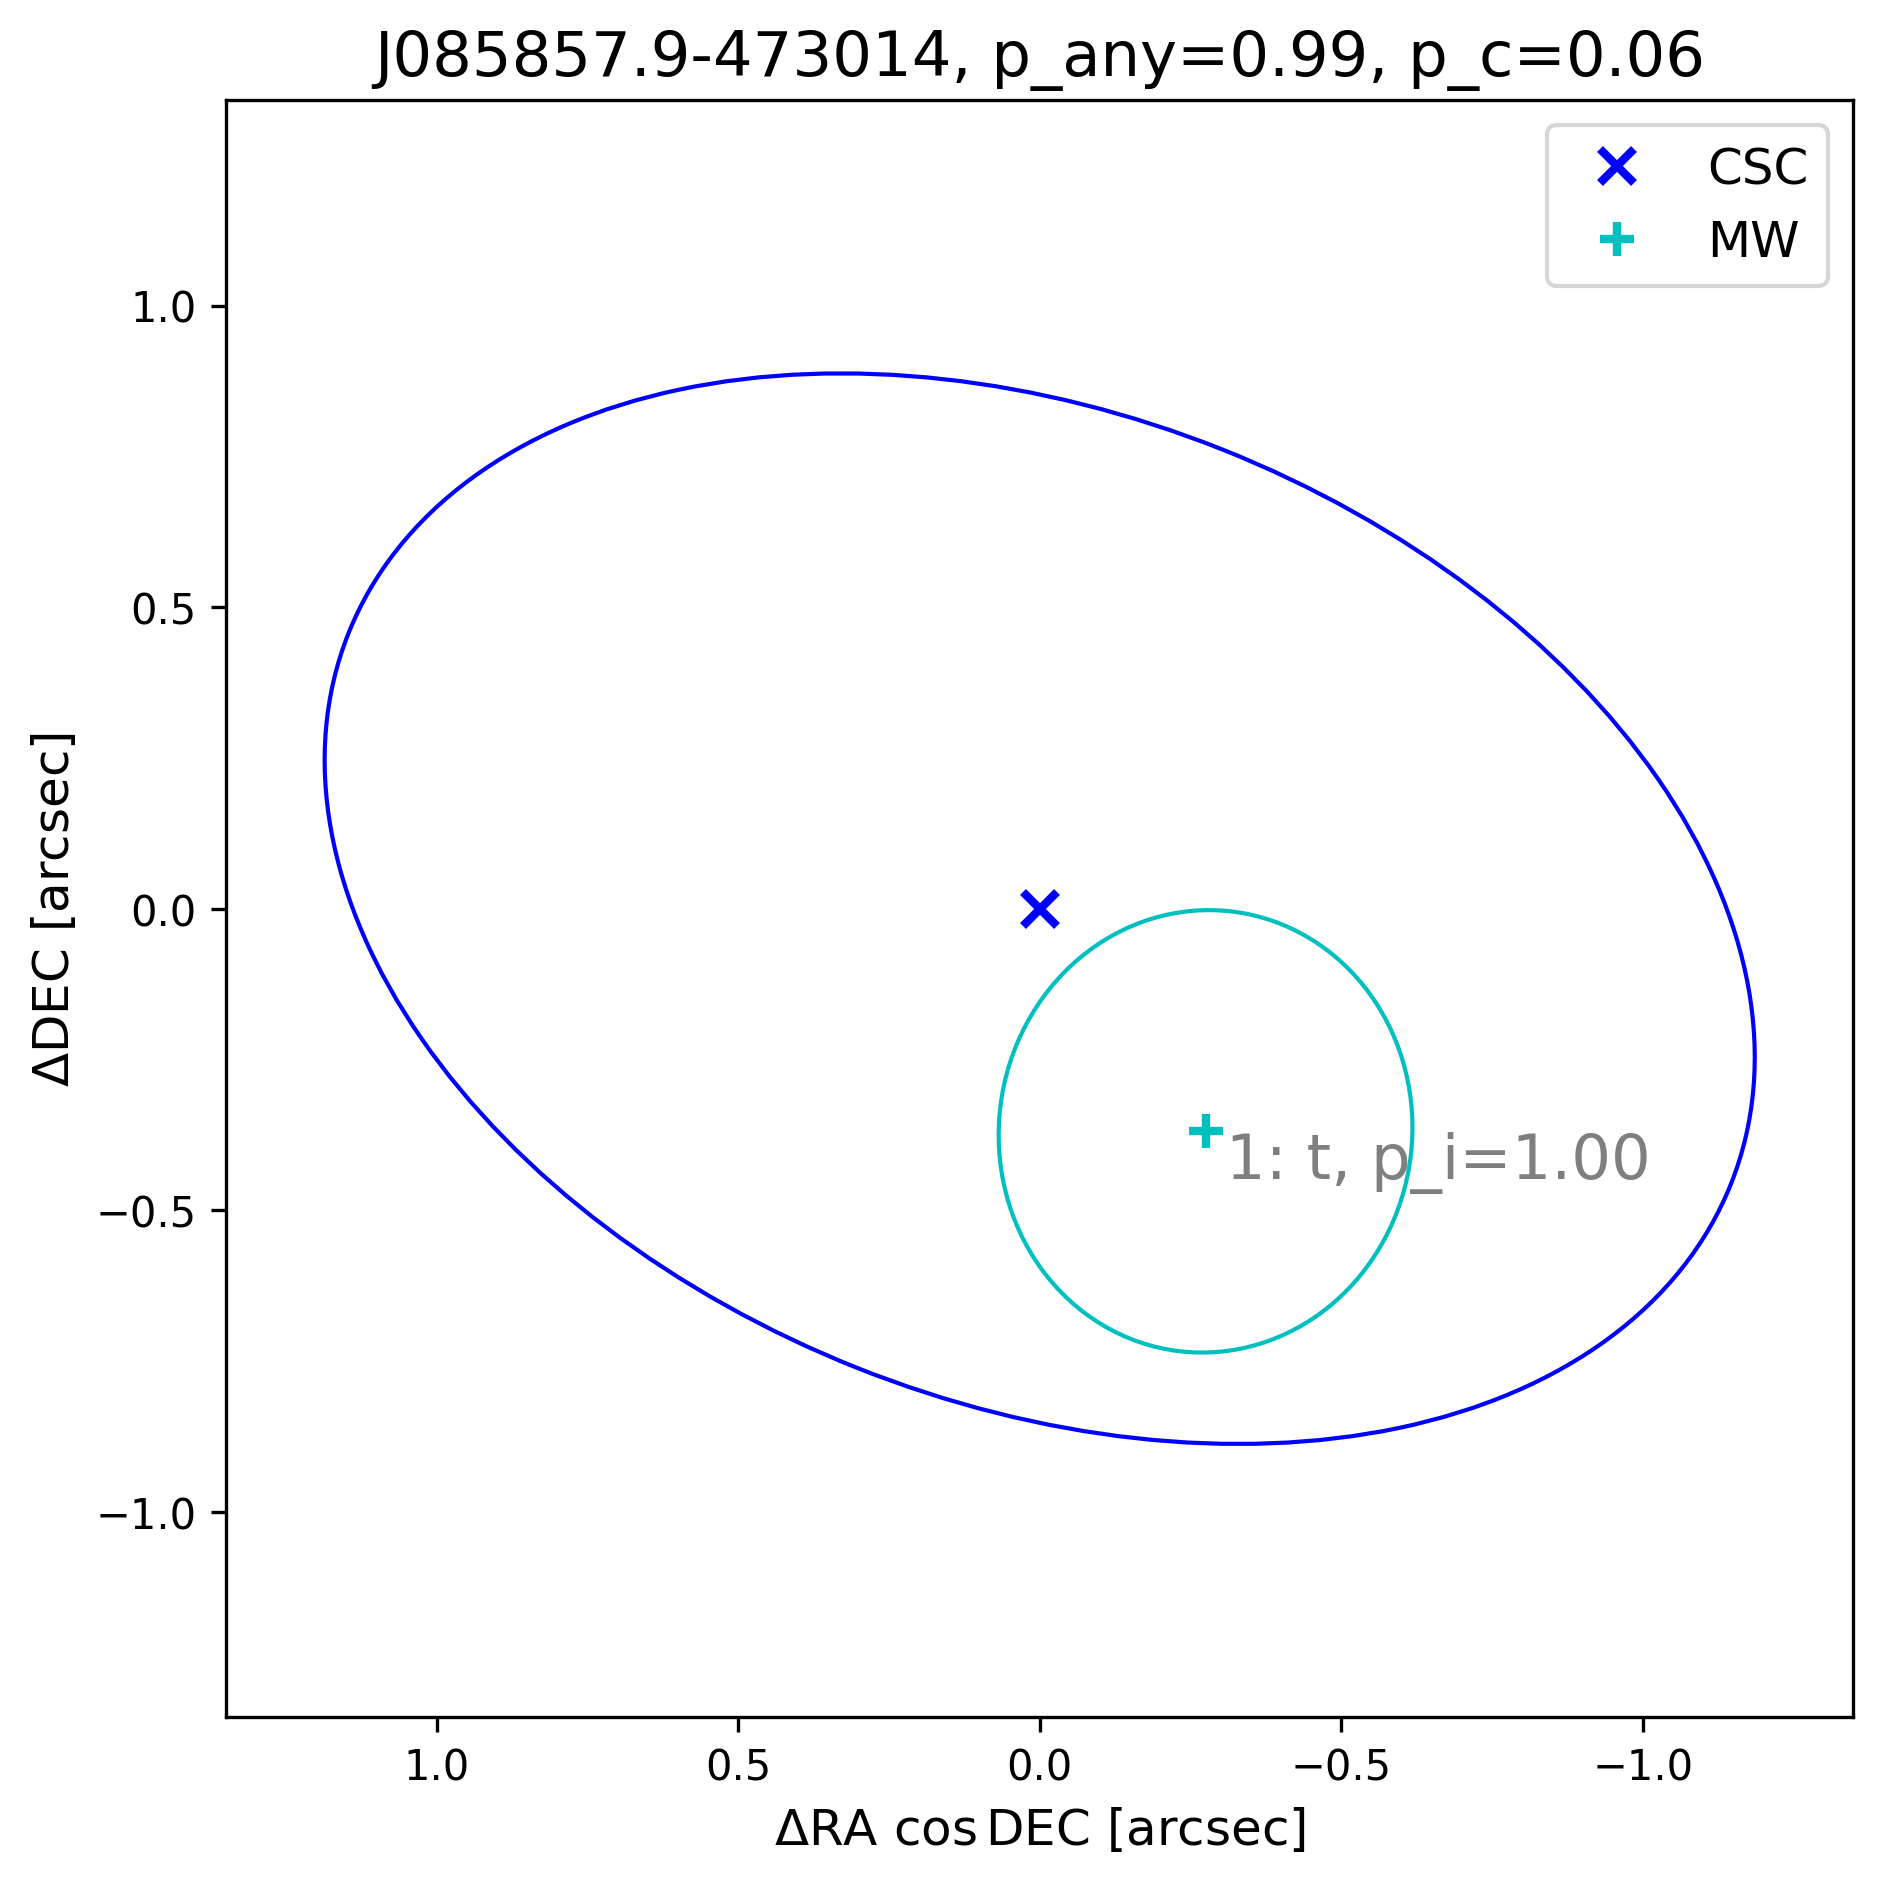 J085857.9-473014, p_any=0.99, p_c=0.06
CSC
MW
1.0
0.5
0.0
−0.5
−1.0
ΔDEC [arcsec]
1: t, p_i=1.00
1.0 0.5 0.0 −0.5 −1.0
ΔRA cos DEC [arcsec]